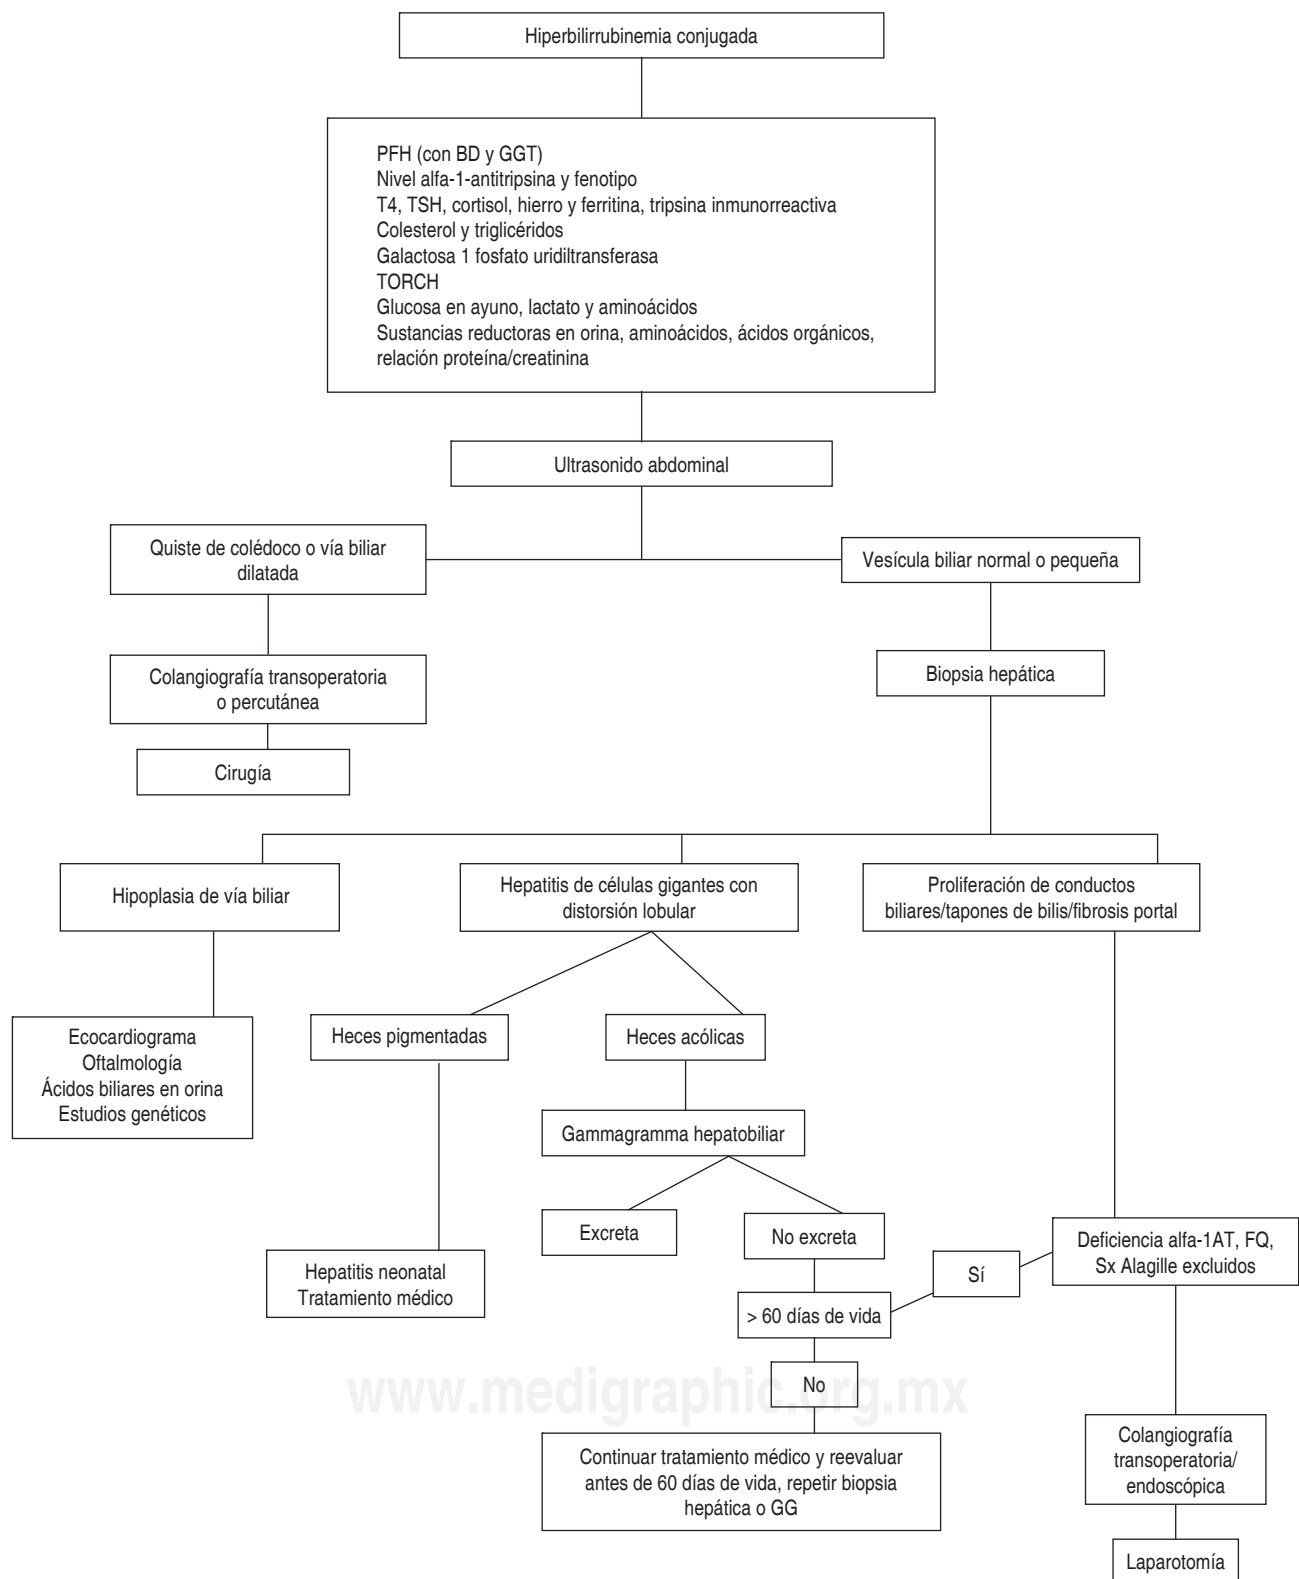 Hiperbilirrubinemia conjugada
PFH (con BD y GGT)
Nivel alfa-1-antitripsina y fenotipo
T4, TSH, cortisol, hierro y ferritina, tripsina inmunorreactiva
Colesterol y triglicéridos
Galactosa 1 fosfato uridiltransferasa
TORCH
Glucosa en ayuno, lactato y aminoácidos
Sustancias reductoras en orina, aminoácidos, ácidos orgánicos,
relación proteína/creatinina
Ultrasonido abdominal
Quiste de colédoco o vía biliar
dilatada
Vesícula biliar normal o pequeña
Colangiografía transoperatoria
o percutánea
Biopsia hepática
Cirugía
Hipoplasia de vía biliar
Hepatitis de células gigantes con
distorsión lobular
Proliferación de conductos
biliares/tapones de bilis/fibrosis portal
Ecocardiograma
Oftalmología
Ácidos biliares en orina
Estudios genéticos
Heces pigmentadas
Heces acólicas
Gammagrama hepatobiliar
Excreta
No excreta
Deficiencia alfa-1AT, FQ,
Sx Alagille excluidos
Sí
Hepatitis neonatal
Tratamiento médico
> 60 días de vida
No
www.medigraphic.org.mx
Continuar tratamiento médico y reevaluar
antes de 60 días de vida, repetir biopsia
hepática o GG
Colangiografía
transoperatoria/
endoscópica
Laparotomía